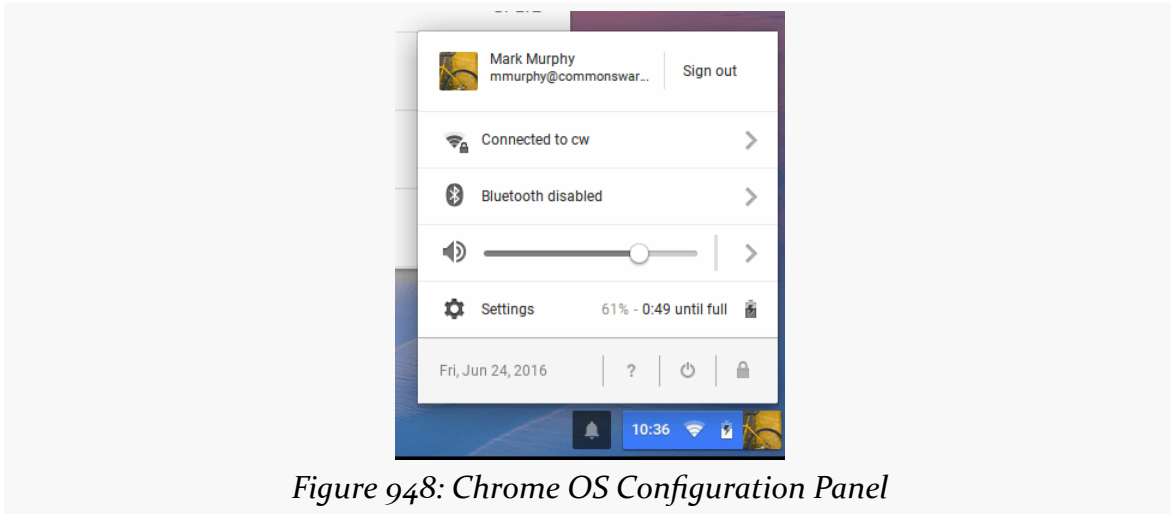 Mark Murphy
mmurphy@commonswar...
Sign out
Connected to cw
Bluetooth disabled
Settings 61% - 0:49 until full
Fri, Jun 24, 2016 ?
10:36
Figure 948: Chrome OS Configuration Panel